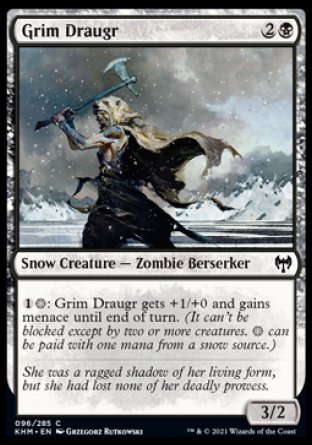 Grim Draugr 2
Snow Creature — Zombie Berserker
1 : Grim Draugr gets +1/+0 and gains
menace until end of turn. (It can't be
blocked except by two or more creatures.
can be paid with one mana from a snow source.)
She was a ragged shadow of her living form,
but she had lost none of her deadly prowess.
096/285 C
KHM • EN Grzegorz Rutkowski
™ & © 2021 Wizards of the Coast
3/2